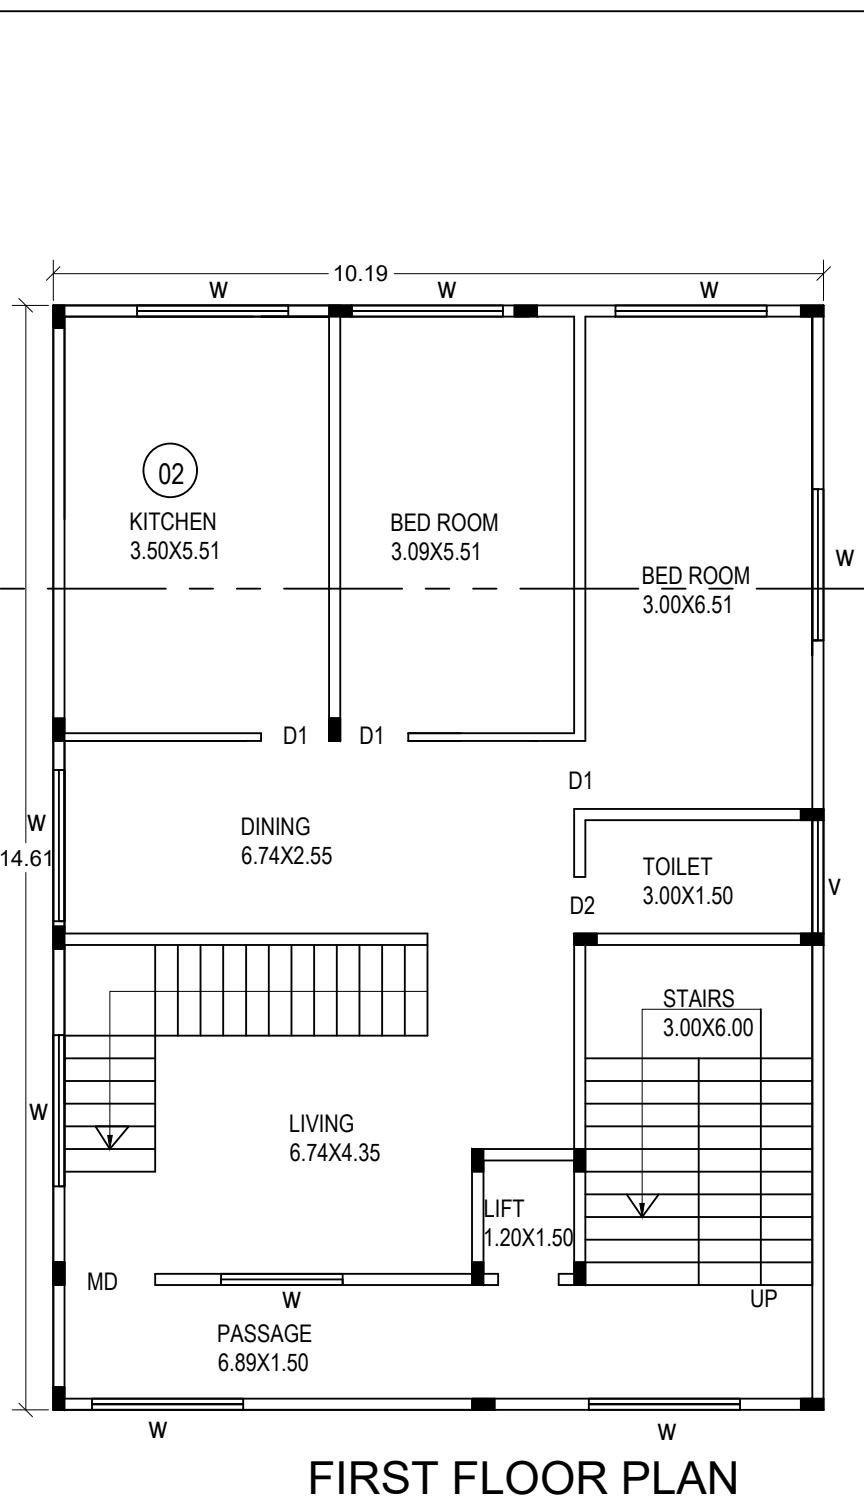 10.19
W
W
W
02
KITCHEN
3.50X5.51
BED ROOM
3.09X5.51
BED ROOM
3.00X6.51
W
D1
D1
D1
W
14.61
DINING
6.74X2.55
TOILET
3.00X1.50
V
D2
STAIRS
3.00X6.00
W
LIVING
6.74X4.35
LIFT
1.20X1.50
MD
W
UP
PASSAGE
6.89X1.50
W
W
FIRST FLOOR PLAN